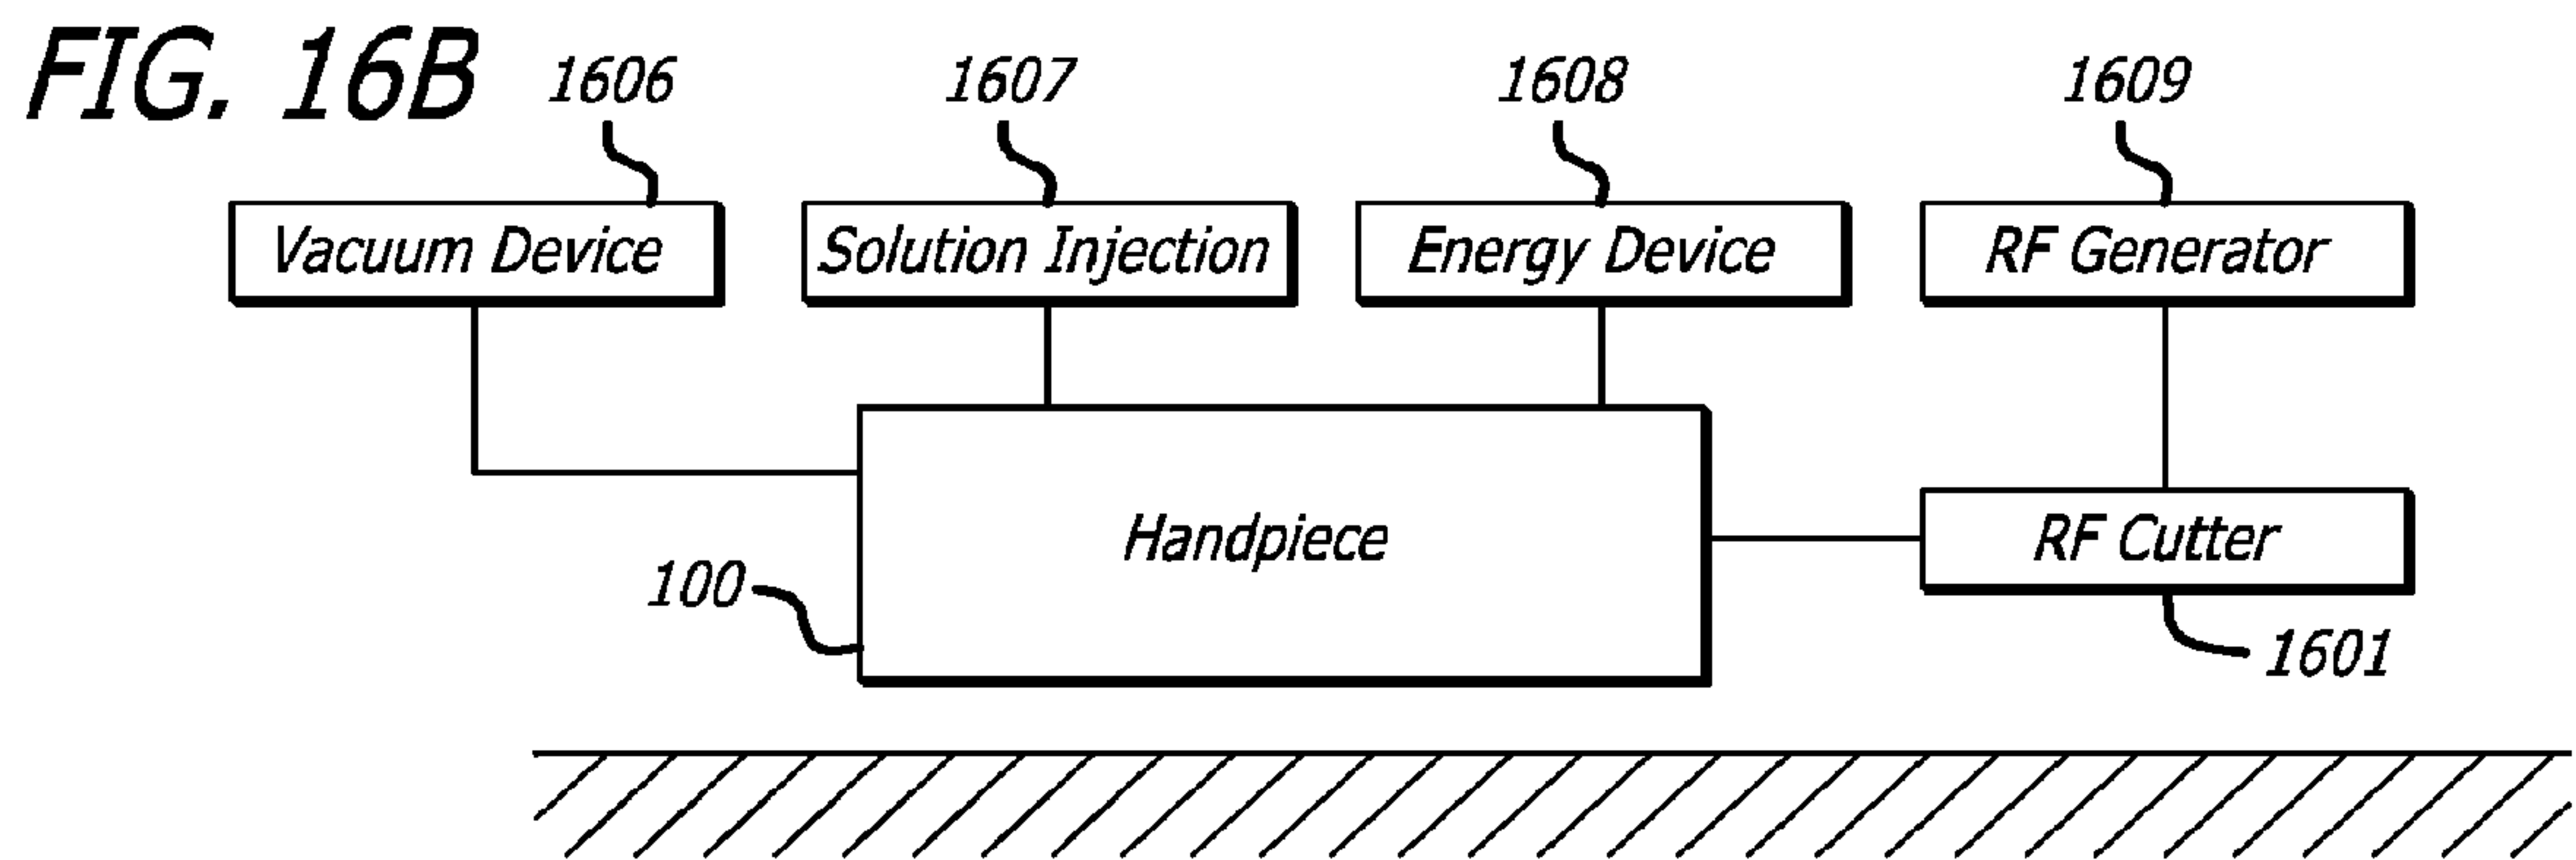 FIG. 16B
1606
1607
1608
1609
Vacuum Device
Solution Injection
Energy Device
RF Generator
Handpiece
RF Cutter
100
1601